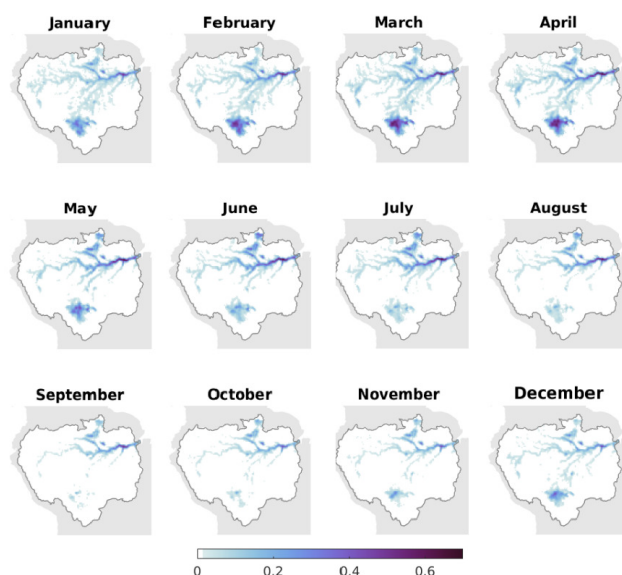 January February March April
May June July August
September October November December
0 0.2 0.4 0.6